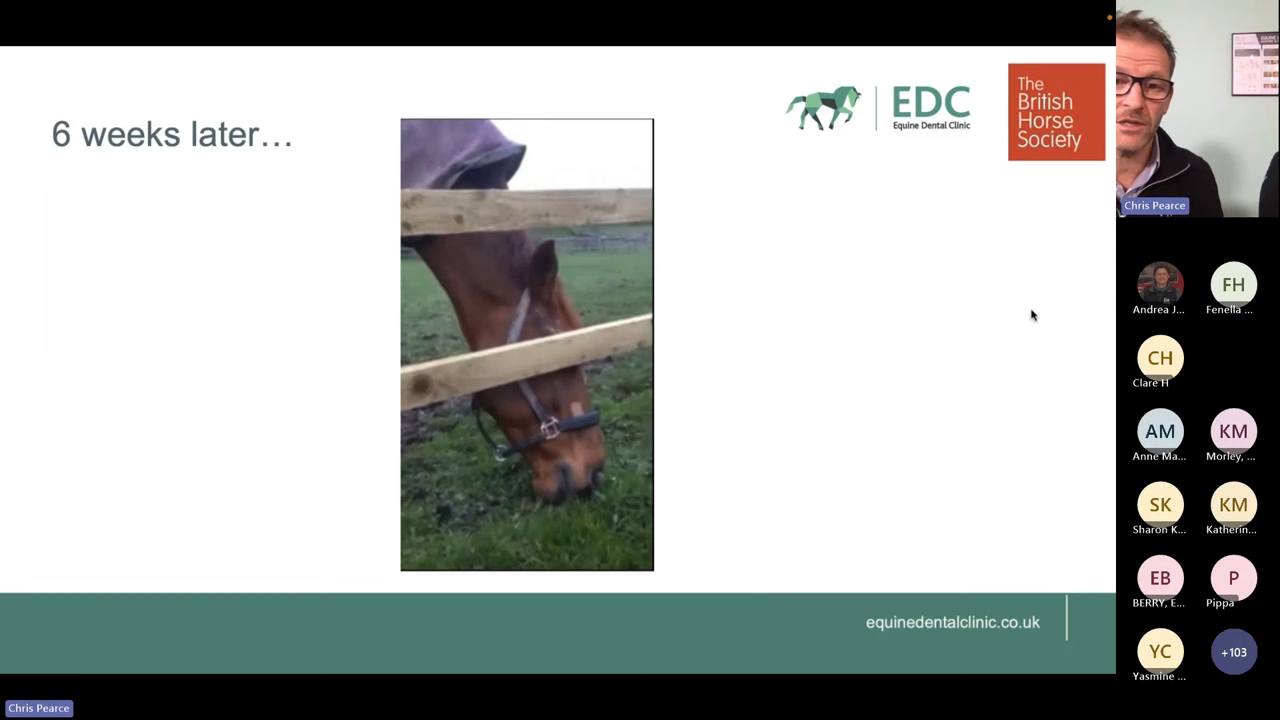 6 weeks later…
EDC
Equine Dental Clinic
The
British
Horse
Society
equinedentalclinic.co.uk
Chris Pearce
Chris Pearce
Andrea J...
FH
Fenella ...
CH
Clare H
AM
Anne Ma...
KM
Morley, ...
SK
Sharon K...
KM
Katherin...
EB
BERRY, E...
P
Pippa
YC
Yasmine ...
+103